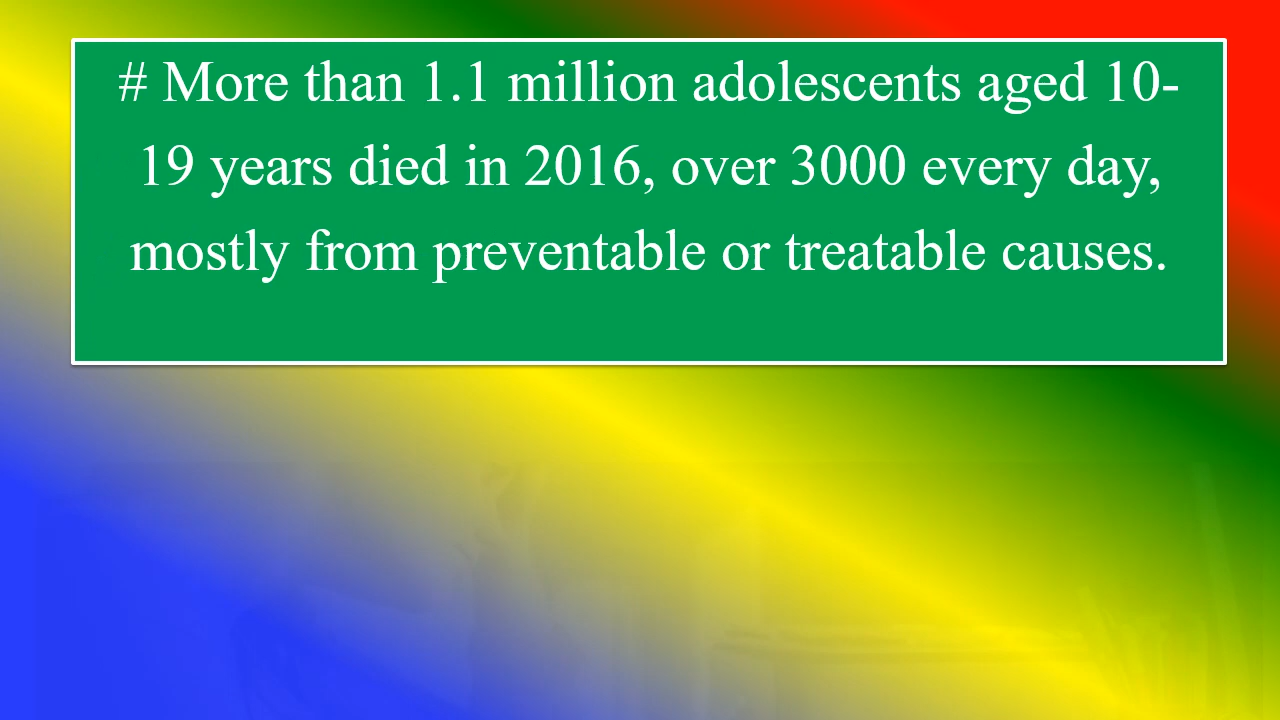 # More than 1.1 million adolescents aged 10-
19 years died in 2016, over 3000 every day,
mostly from preventable or treatable causes.